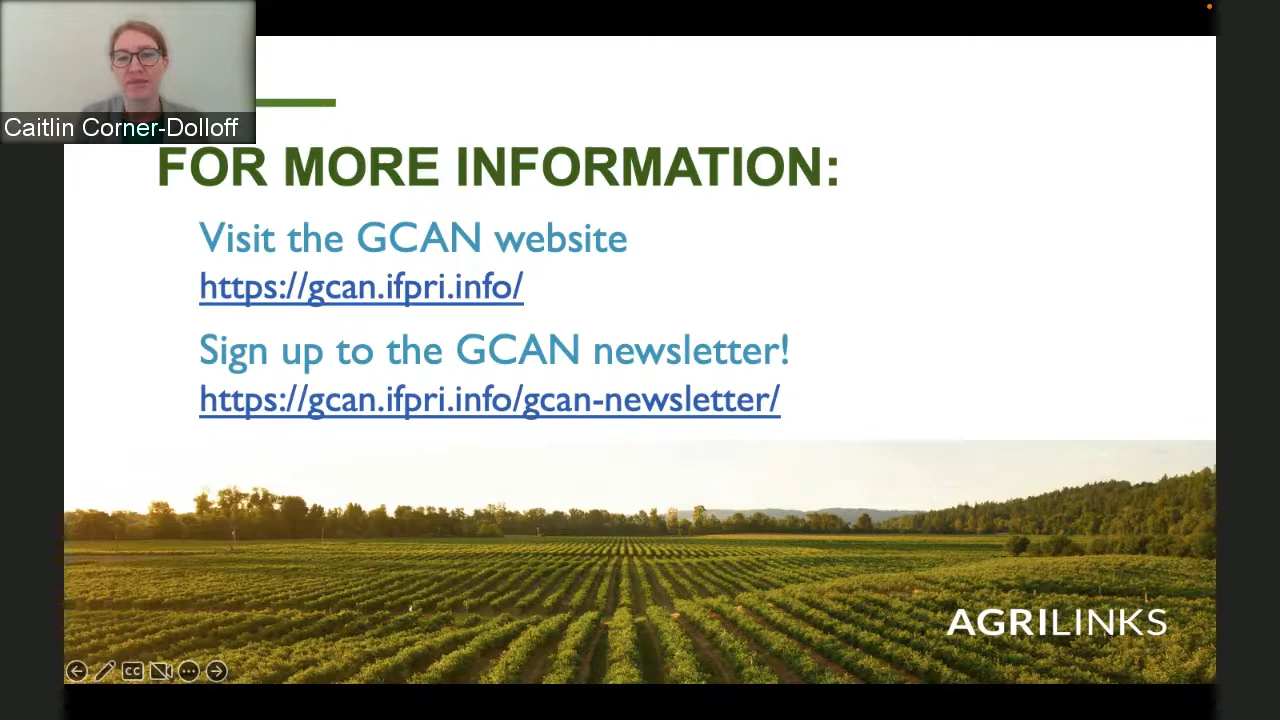 Caitlin Corner-Dolloff
FOR MORE INFORMATION:
Visit the GCAN website
https://gcan.ifpri.info/
Sign up to the GCAN newsletter!
https://gcan.ifpri.info/gcan-newsletter/
AGRILINKS
CC